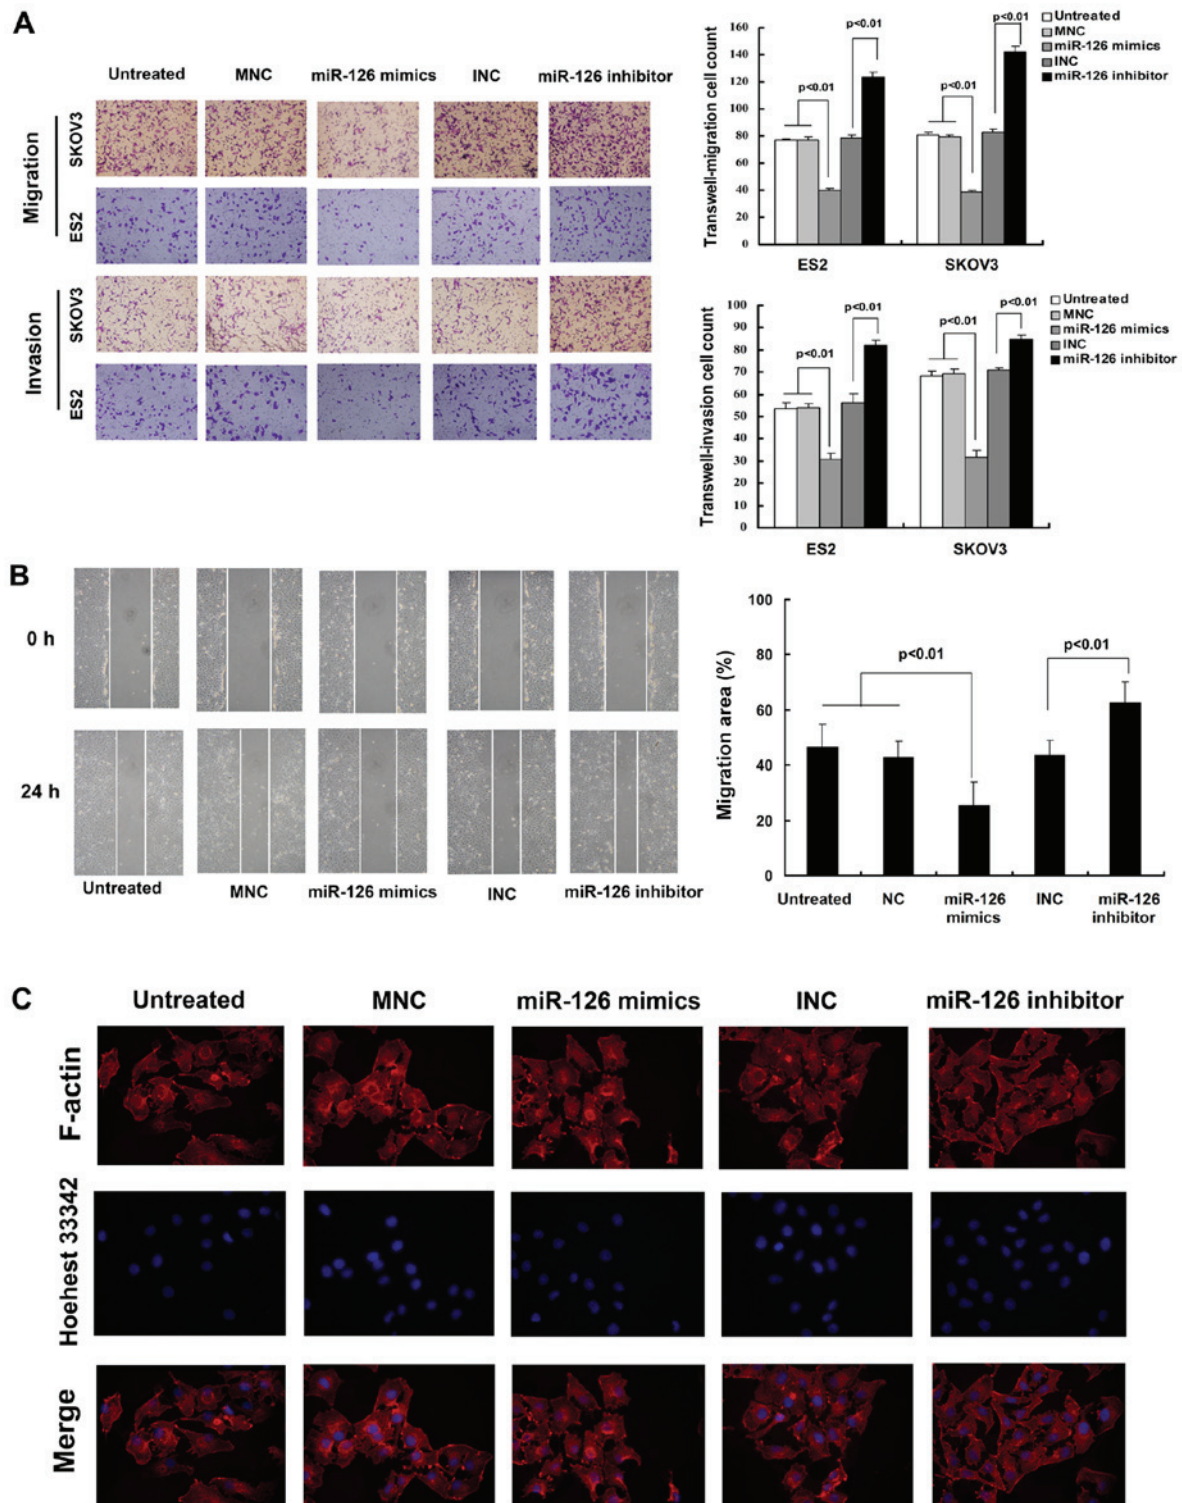 A
Untreated MNC miR-126 mimics INC miR-126 inhibitor
Migration
SKOV3
ES2
Invasion
SKOV3
ES2
Transwell-migration cell count
160
140
120
100
80
60
40
20
0
p<0.01
p<0.01
p<0.01
p<0.01
Untreated
MNC
miR-126 mimics
INC
miR-126 inhibitor
ES2 SKOV3
Transwell-invasion cell count
100
90
80
70
60
50
40
30
20
10
0
p<0.01
p<0.01
p<0.01
p<0.01
Untreated
MNC
miR-126 mimics
INC
miR-126 inhibitor
ES2 SKOV3
B
0 h
24 h
Untreated MNC miR-126 mimics INC miR-126 inhibitor
Migration area (%)
100
80
60
40
20
0
p<0.01
p<0.01
Untreated NC miR-126 mimics INC miR-126 inhibitor
C
Untreated MNC miR-126 mimics INC miR-126 inhibitor
F-actin
Hoehest 33342
Merge